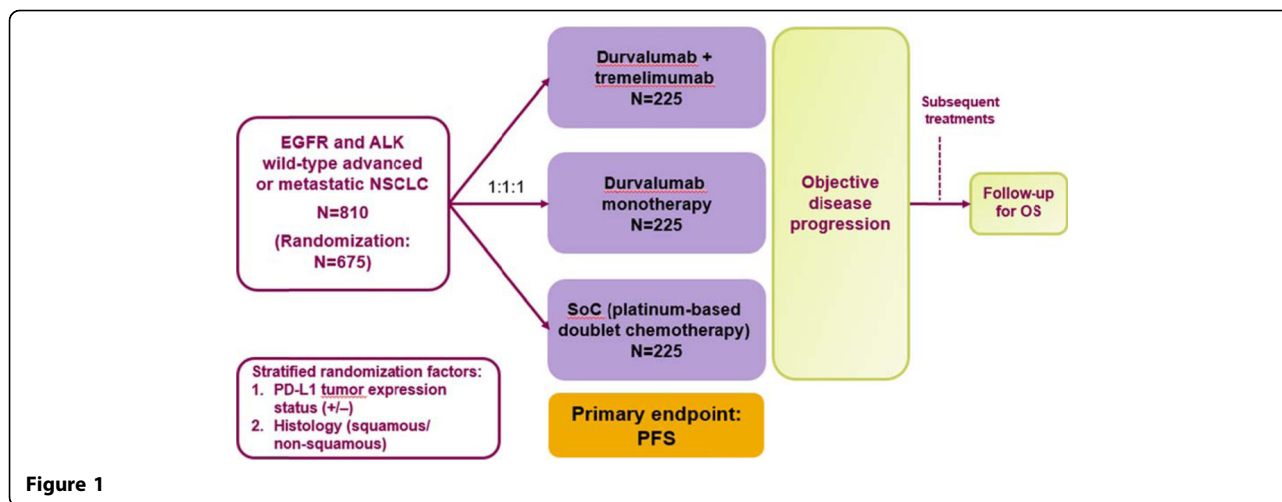 EGFR and ALK
wild-type advanced
or metastatic NSCLC
N=810
(Randomization:
N=675)
1:1:1
Durvalumab +
tremelimumab
N=225
Durvalumab
monotherapy
N=225
SoC (platinum-based
doublet chemotherapy)
N=225
Objective
disease
progression
Subsequent
treatments
Follow-up
for OS
Stratified randomization factors:
1. PD-L1 tumor expression
status (+/–)
2. Histology (squamous/
non-squamous)
Primary endpoint:
PFS
Figure 1